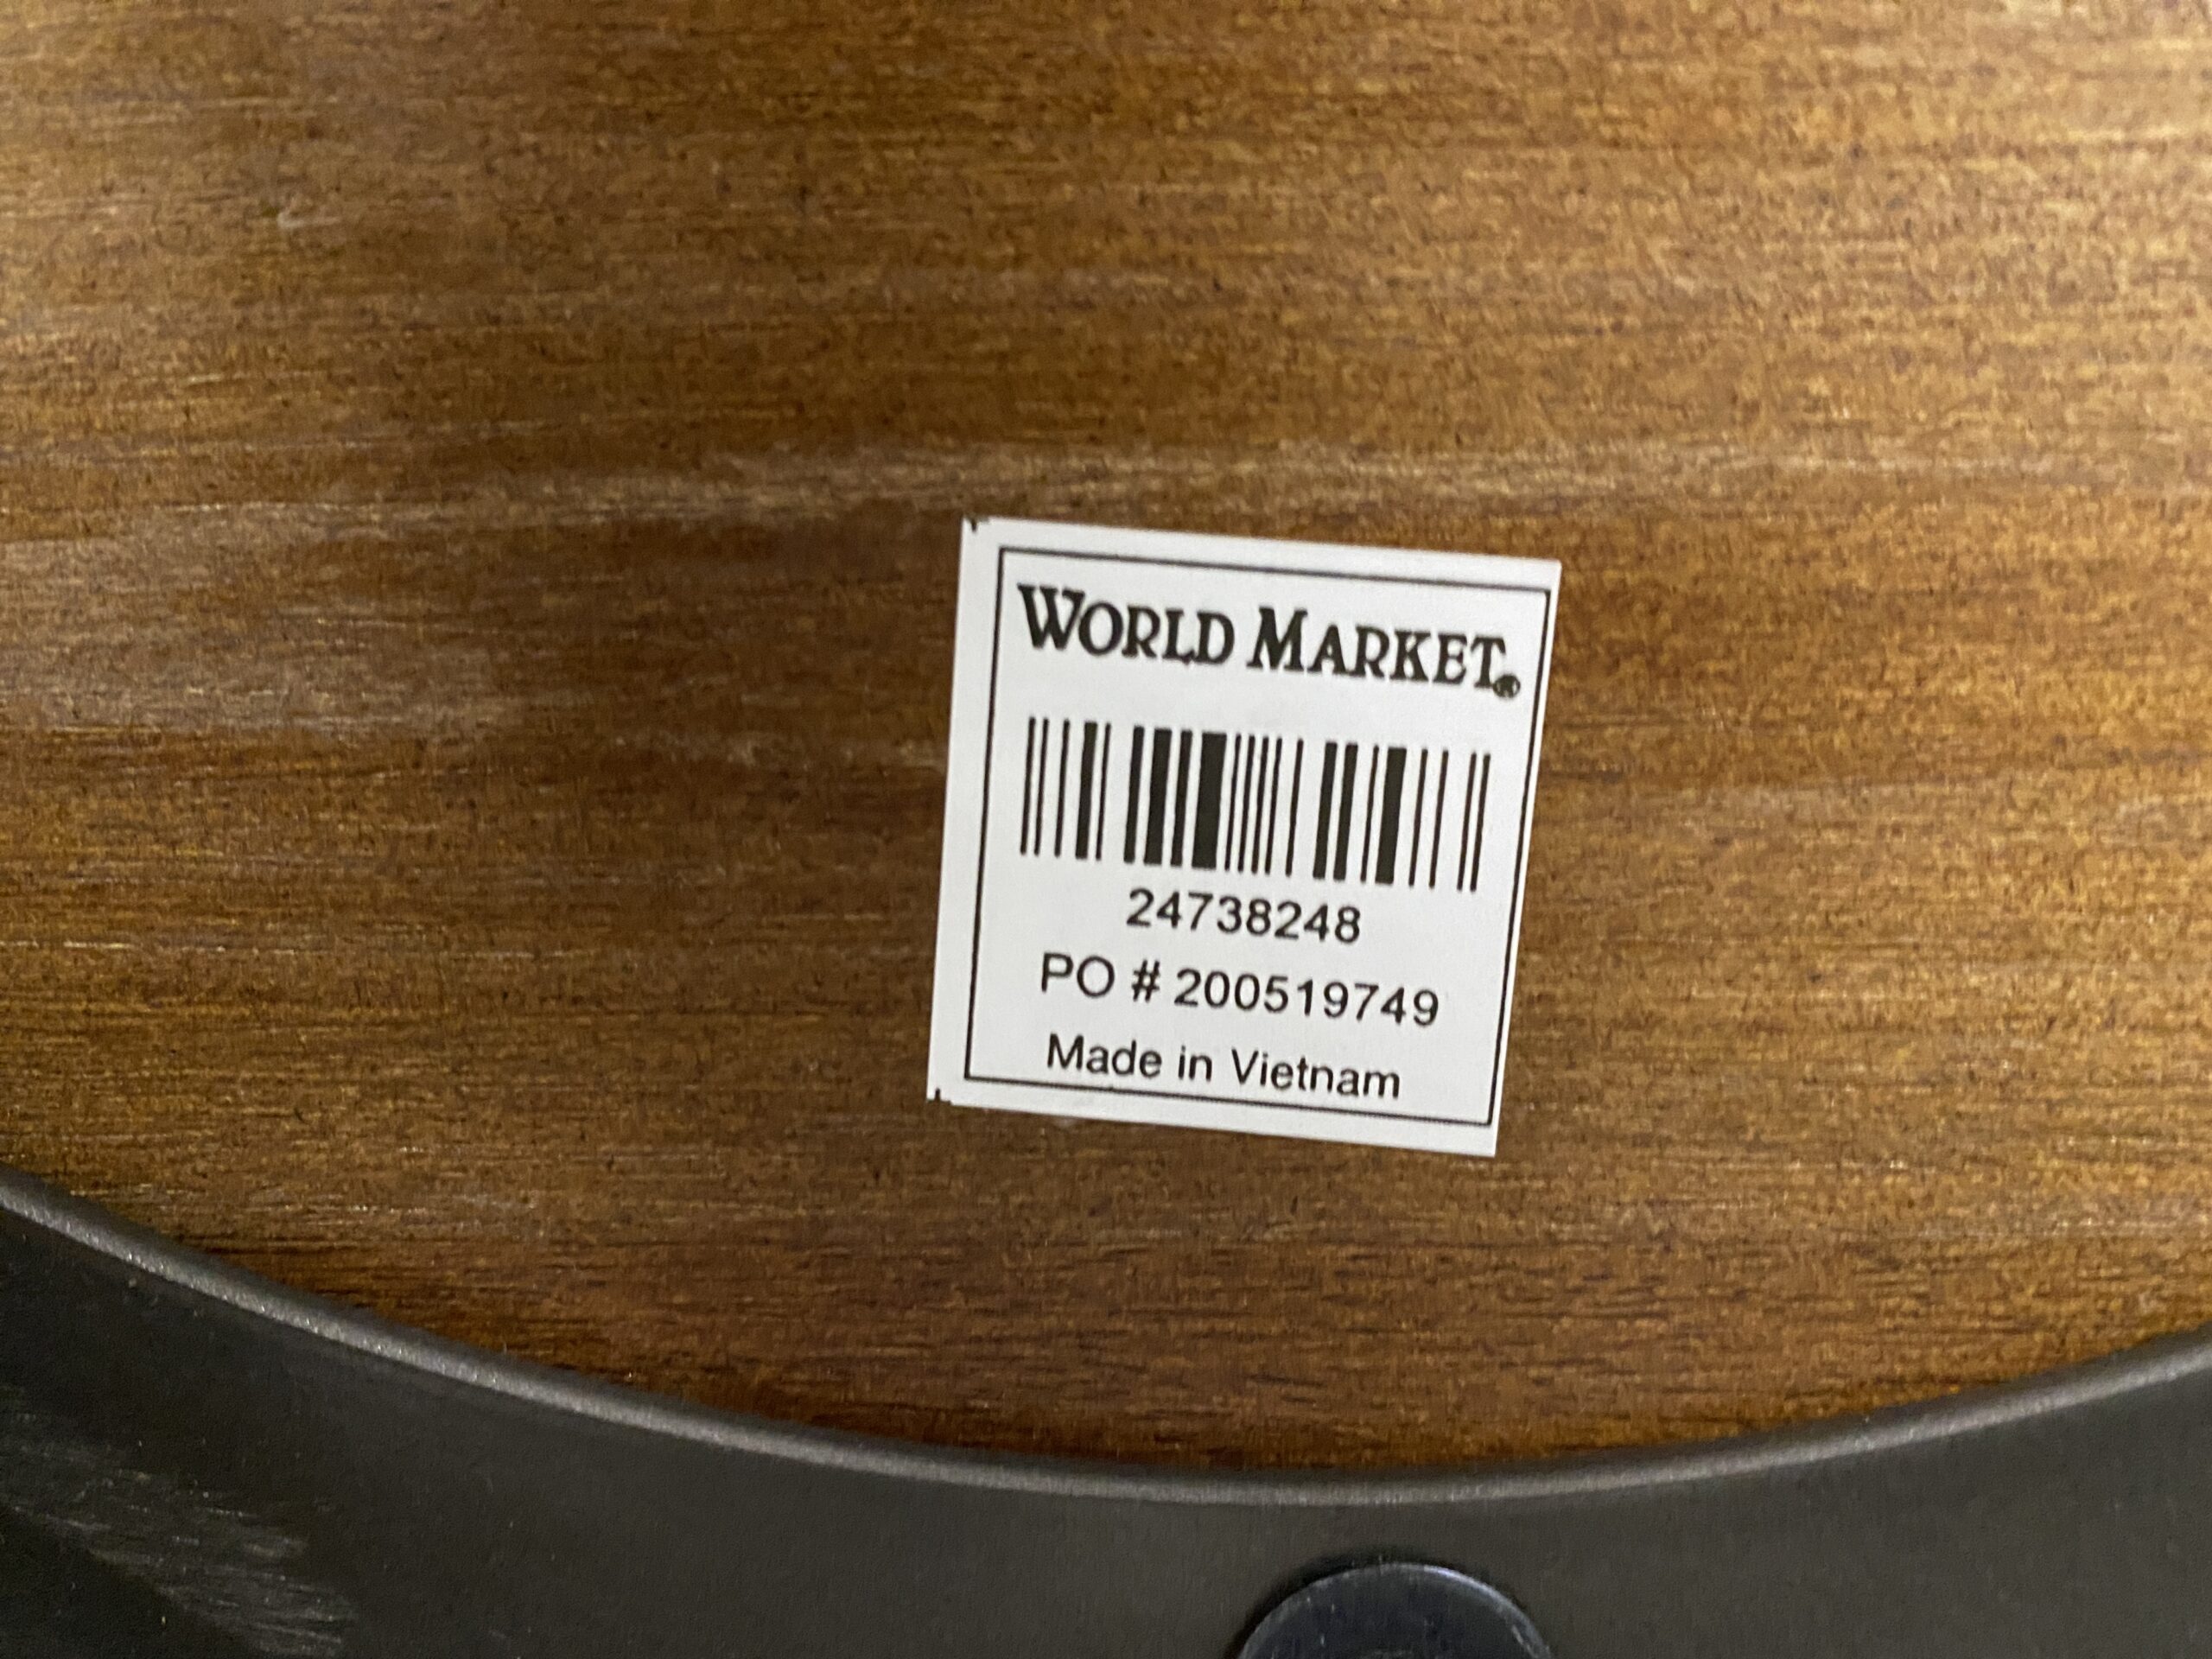 WORLD MARKET®
24738248
PO # 200519749
Made in Vietnam